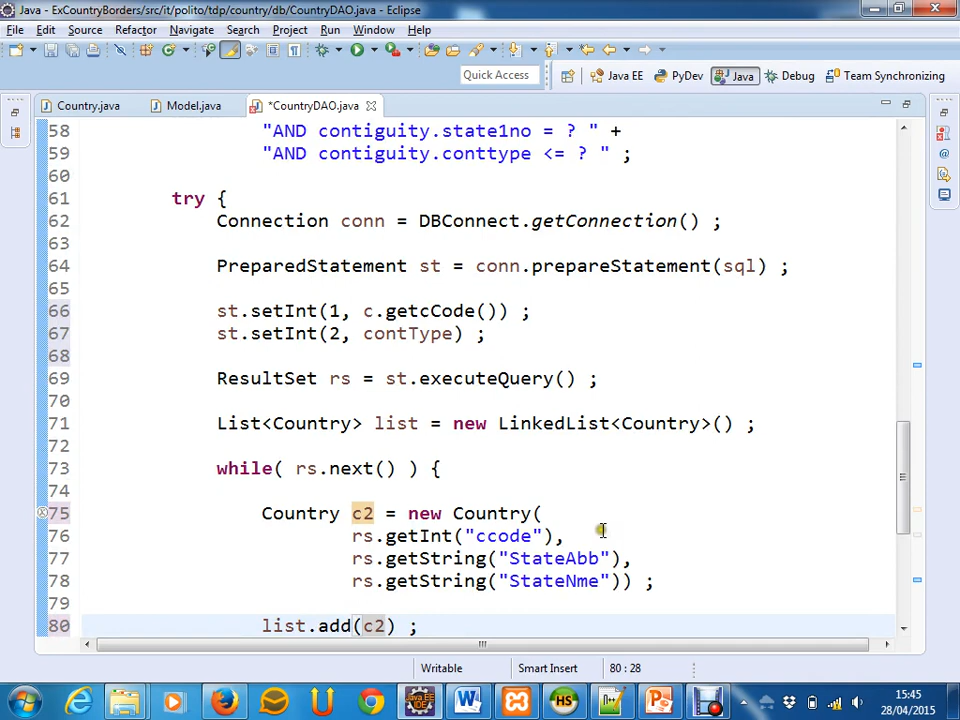 Java - ExCountryBorders/src/it/polito/tdp/country/db/CountryDAO.java - Eclipse
File Edit Source Refactor Navigate Search Project Run Window Help
Quick Access Java EE PyDev Java Debug Team Synchronizing
Country.java Model.java *CountryDAO.java
58 "AND contiguity.state1no = ? " +
59 "AND contiguity.conttype <= ? " ;
60
61 try {
62 Connection conn = DBConnect.getConnection() ;
63
64 PreparedStatement st = conn.prepareStatement(sql) ;
65
66 st.setInt(1, c.getcCode()) ;
67 st.setInt(2, contType) ;
68
69 ResultSet rs = st.executeQuery() ;
70
71 List<Country> list = new LinkedList<Country>() ;
72
73 while( rs.next() ) {
74
75 Country c2 = new Country(
76 rs.getInt("ccode"),
77 rs.getString("StateAbb"),
78 rs.getString("StateNme")) ;
79
80 list.add(c2) ;
Writable Smart Insert 80 : 28
15:45
28/04/2015